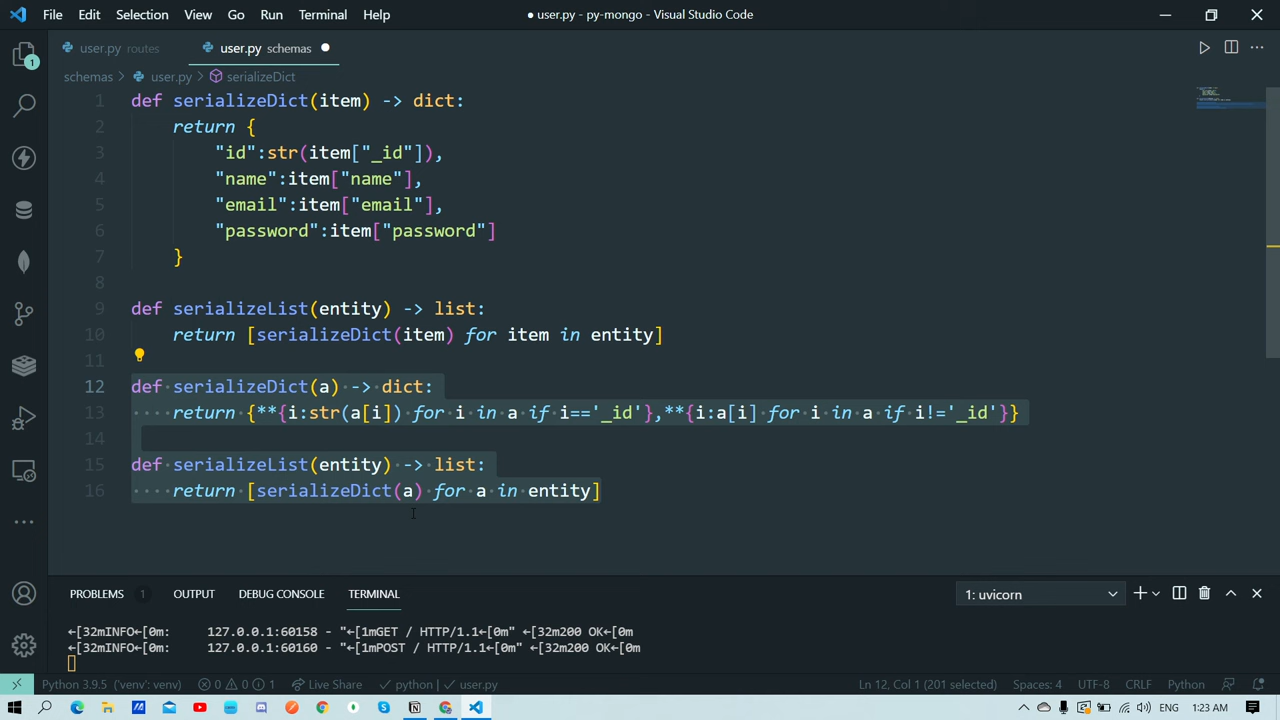 File Edit Selection View Go Run Terminal Help
● user.py - py-mongo - Visual Studio Code
user.py routes
user.py schemas ●
1
schemas > user.py > serializeDict
1 def serializeDict(item) -> dict:
2 return {
3 "id":str(item["_id"]),
4 "name":item["name"],
5 "email":item["email"],
6 "password":item["password"]
7 }
8
9 def serializeList(entity) -> list:
10 return [serializeDict(item) for item in entity]
11
12 def·serializeDict(a)·->·dict:
13 ····return·{**{i:str(a[i])·for·i·in·a·if·i=='_id'},**{i:a[i]·for·i·in·a·if·i!='_id'}}
14
15 def·serializeList(entity)·->·list:
16 ····return·[serializeDict(a)·for·a·in·entity]
PROBLEMS 1 OUTPUT DEBUG CONSOLE TERMINAL
1: uvicorn
←[32mINFO←[0m: 127.0.0.1:60158 - "←[1mGET / HTTP/1.1←[0m" ←[32m200 OK←[0m
←[32mINFO←[0m: 127.0.0.1:60160 - "←[1mPOST / HTTP/1.1←[0m" ←[32m200 OK←[0m
Python 3.9.5 ('venv': venv) 0 0 1 Live Share python user.py
Ln 12, Col 1 (201 selected) Spaces: 4 UTF-8 CRLF Python
ENG 1:23 AM